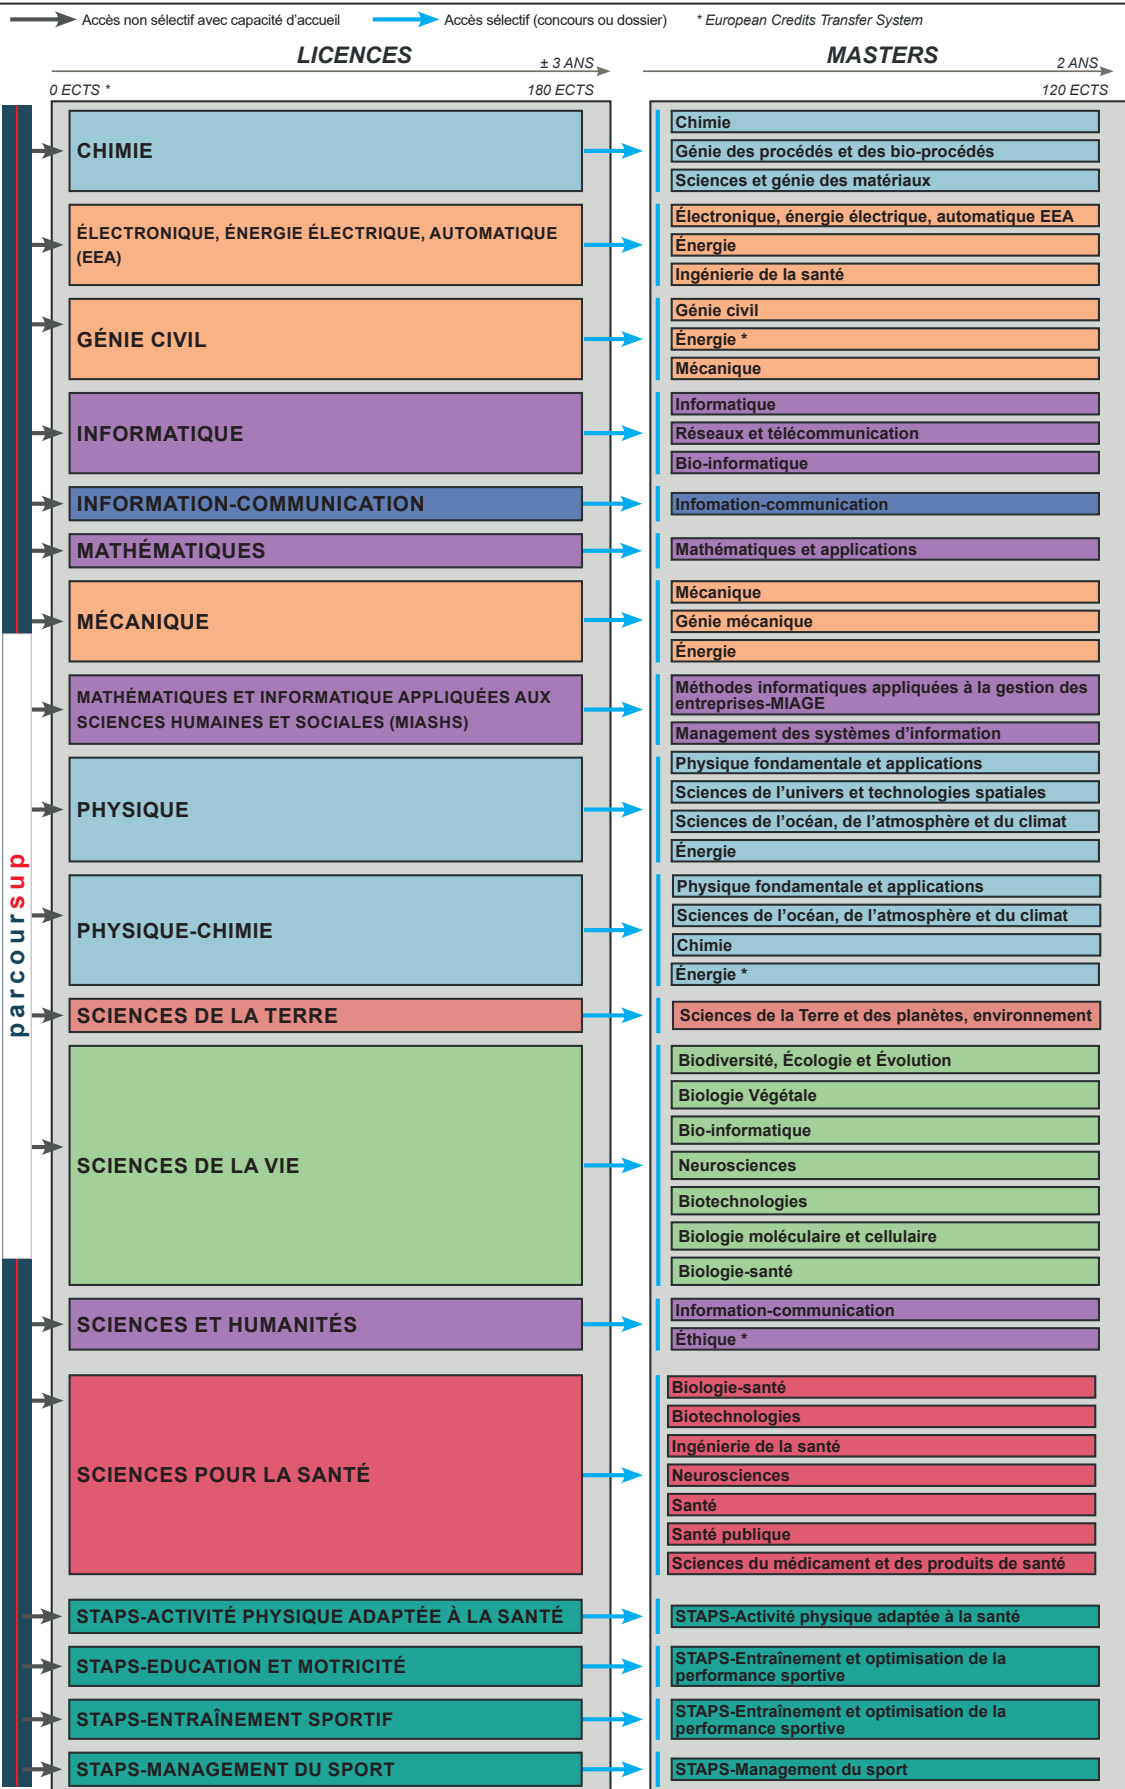 Accès non sélectif avec capacité d'accueil
Accès sélectif (concours ou dossier)
* European Credits Transfer System
LICENCES
± 3 ANS
MASTERS
2 ANS
0 ECTS *
180 ECTS
120 ECTS
parcoursup
CHIMIE
Chimie
Génie des procédés et des bio-procédés
Sciences et génie des matériaux
ÉLECTRONIQUE, ÉNERGIE ÉLECTRIQUE, AUTOMATIQUE
(EEA)
Électronique, énergie électrique, automatique EEA
Énergie
Ingénierie de la santé
GÉNIE CIVIL
Génie civil
Énergie *
Mécanique
INFORMATIQUE
Informatique
Réseaux et télécommunication
Bio-informatique
INFORMATION-COMMUNICATION
Infomation-communication
MATHÉMATIQUES
Mathématiques et applications
MÉCANIQUE
Mécanique
Génie mécanique
Énergie
MATHÉMATIQUES ET INFORMATIQUE APPLIQUÉES AUX
SCIENCES HUMAINES ET SOCIALES (MIASHS)
Méthodes informatiques appliquées à la gestion des
entreprises-MIAGE
Management des systèmes d'information
PHYSIQUE
Physique fondamentale et applications
Sciences de l'univers et technologies spatiales
Sciences de l'océan, de l'atmosphère et du climat
Énergie
PHYSIQUE-CHIMIE
Physique fondamentale et applications
Sciences de l'océan, de l'atmosphère et du climat
Chimie
Énergie *
SCIENCES DE LA TERRE
Sciences de la Terre et des planètes, environnement
SCIENCES DE LA VIE
Biodiversité, Écologie et Évolution
Biologie Végétale
Bio-informatique
Neurosciences
Biotechnologies
Biologie moléculaire et cellulaire
Biologie-santé
SCIENCES ET HUMANITÉS
Information-communication
Éthique *
SCIENCES POUR LA SANTÉ
Biologie-santé
Biotechnologies
Ingénierie de la santé
Neurosciences
Santé
Santé publique
Sciences du médicament et des produits de santé
STAPS-ACTIVITÉ PHYSIQUE ADAPTÉE À LA SANTÉ
STAPS-Activité physique adaptée à la santé
STAPS-EDUCATION ET MOTRICITÉ
STAPS-Entraînement et optimisation de la
performance sportive
STAPS-ENTRAÎNEMENT SPORTIF
STAPS-Entraînement et optimisation de la
performance sportive
STAPS-MANAGEMENT DU SPORT
STAPS-Management du sport